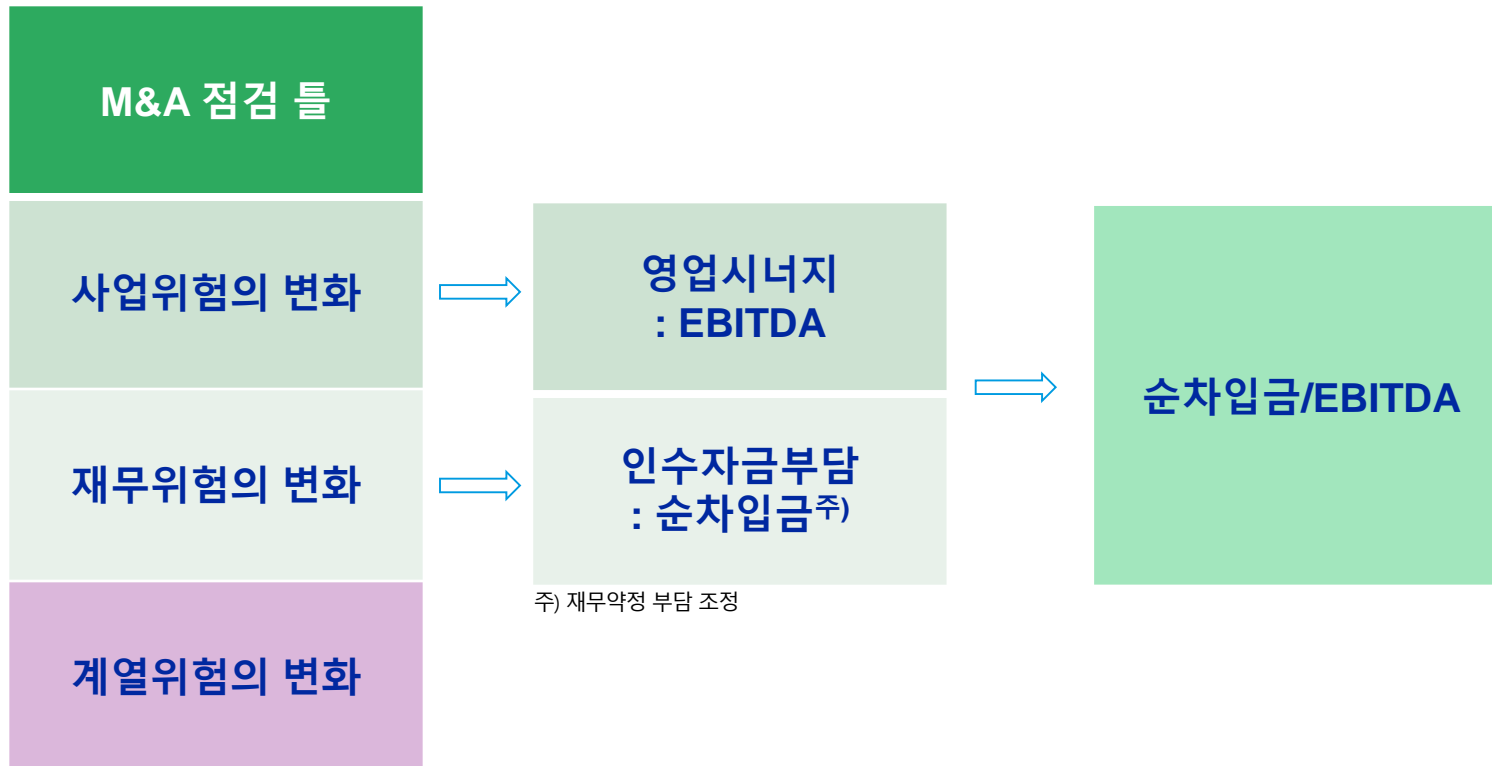 M&A 점검 틀
사업위험의 변화
영업시너지
: EBITDA
순차입금/EBITDA
재무위험의 변화
인수자금부담
: 순차입금주)
주) 재무약정 부담 조정
계열위험의 변화